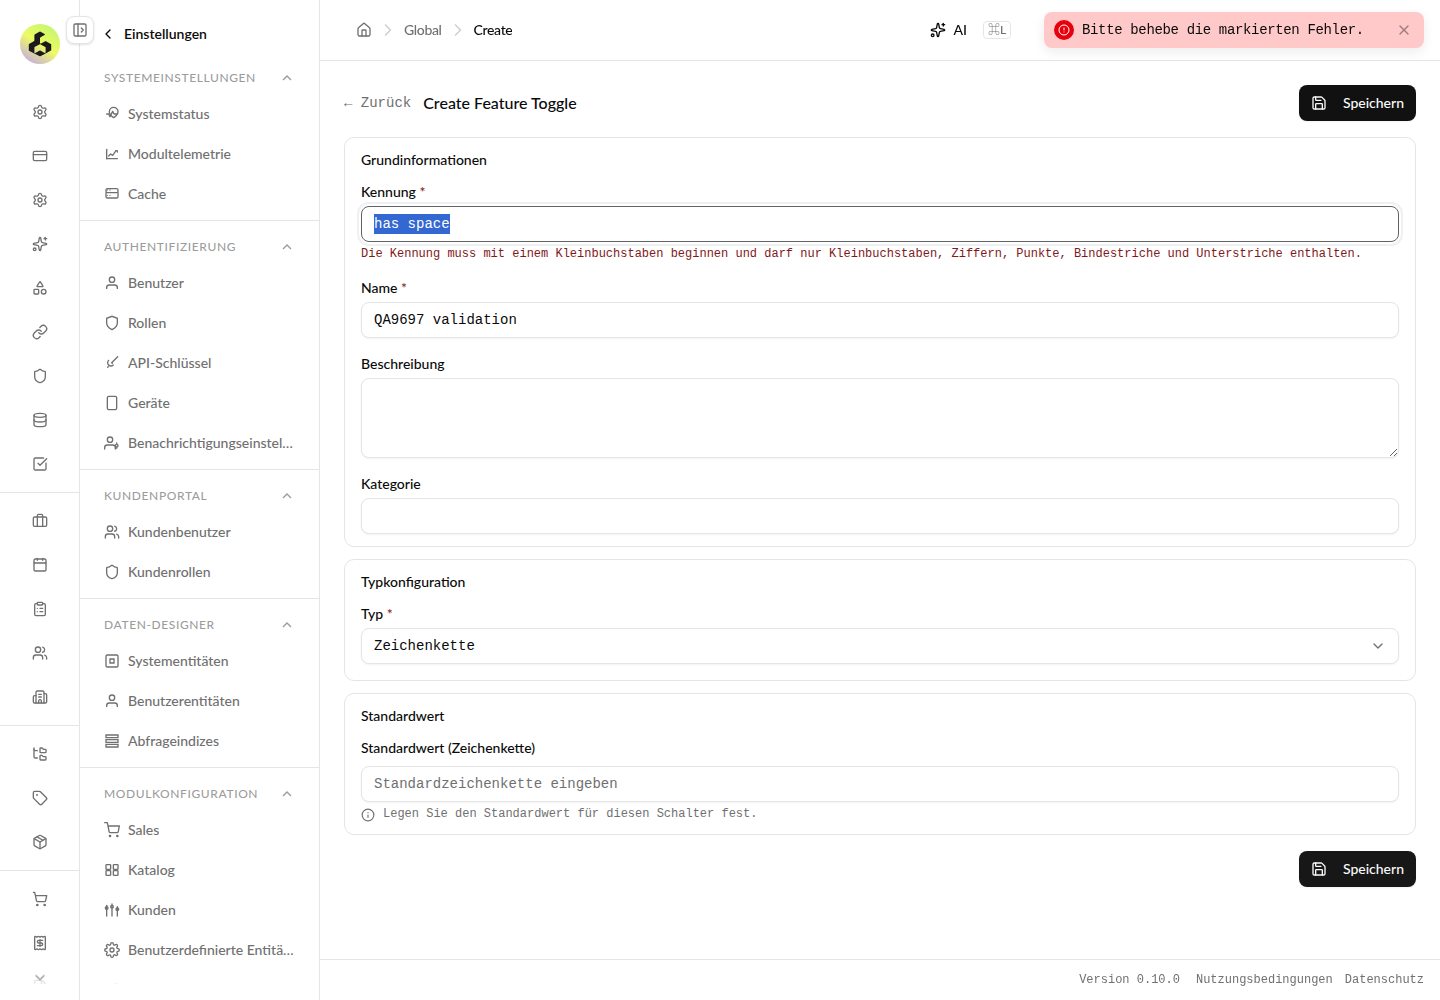 Einstellungen
Global
Create
AI
⌘L
Bitte behebe die markierten Fehler.
SYSTEMEINSTELLUNGEN
Systemstatus
Modultelemetrie
Cache
AUTHENTIFIZIERUNG
Benutzer
Rollen
API-Schlüssel
Geräte
Benachrichtigungseinstel...
KUNDENPORTAL
Kundenbenutzer
Kundenrollen
DATEN-DESIGNER
Systementitäten
Benutzerentitäten
Abfrageindizes
MODULKONFIGURATION
Sales
Katalog
Kunden
Benutzerdefinierte Entitä...
← Zurück
Create Feature Toggle
Speichern
Grundinformationen
Kennung *
has space
Die Kennung muss mit einem Kleinbuchstaben beginnen und darf nur Kleinbuchstaben, Ziffern, Punkte, Bindestriche und Unterstriche enthalten.
Name *
QA9697 validation
Beschreibung
Kategorie
Typkonfiguration
Typ *
Zeichenkette
Standardwert
Standardwert (Zeichenkette)
Standardzeichenkette eingeben
Legen Sie den Standardwert für diesen Schalter fest.
Speichern
Version 0.10.0
Nutzungsbedingungen
Datenschutz